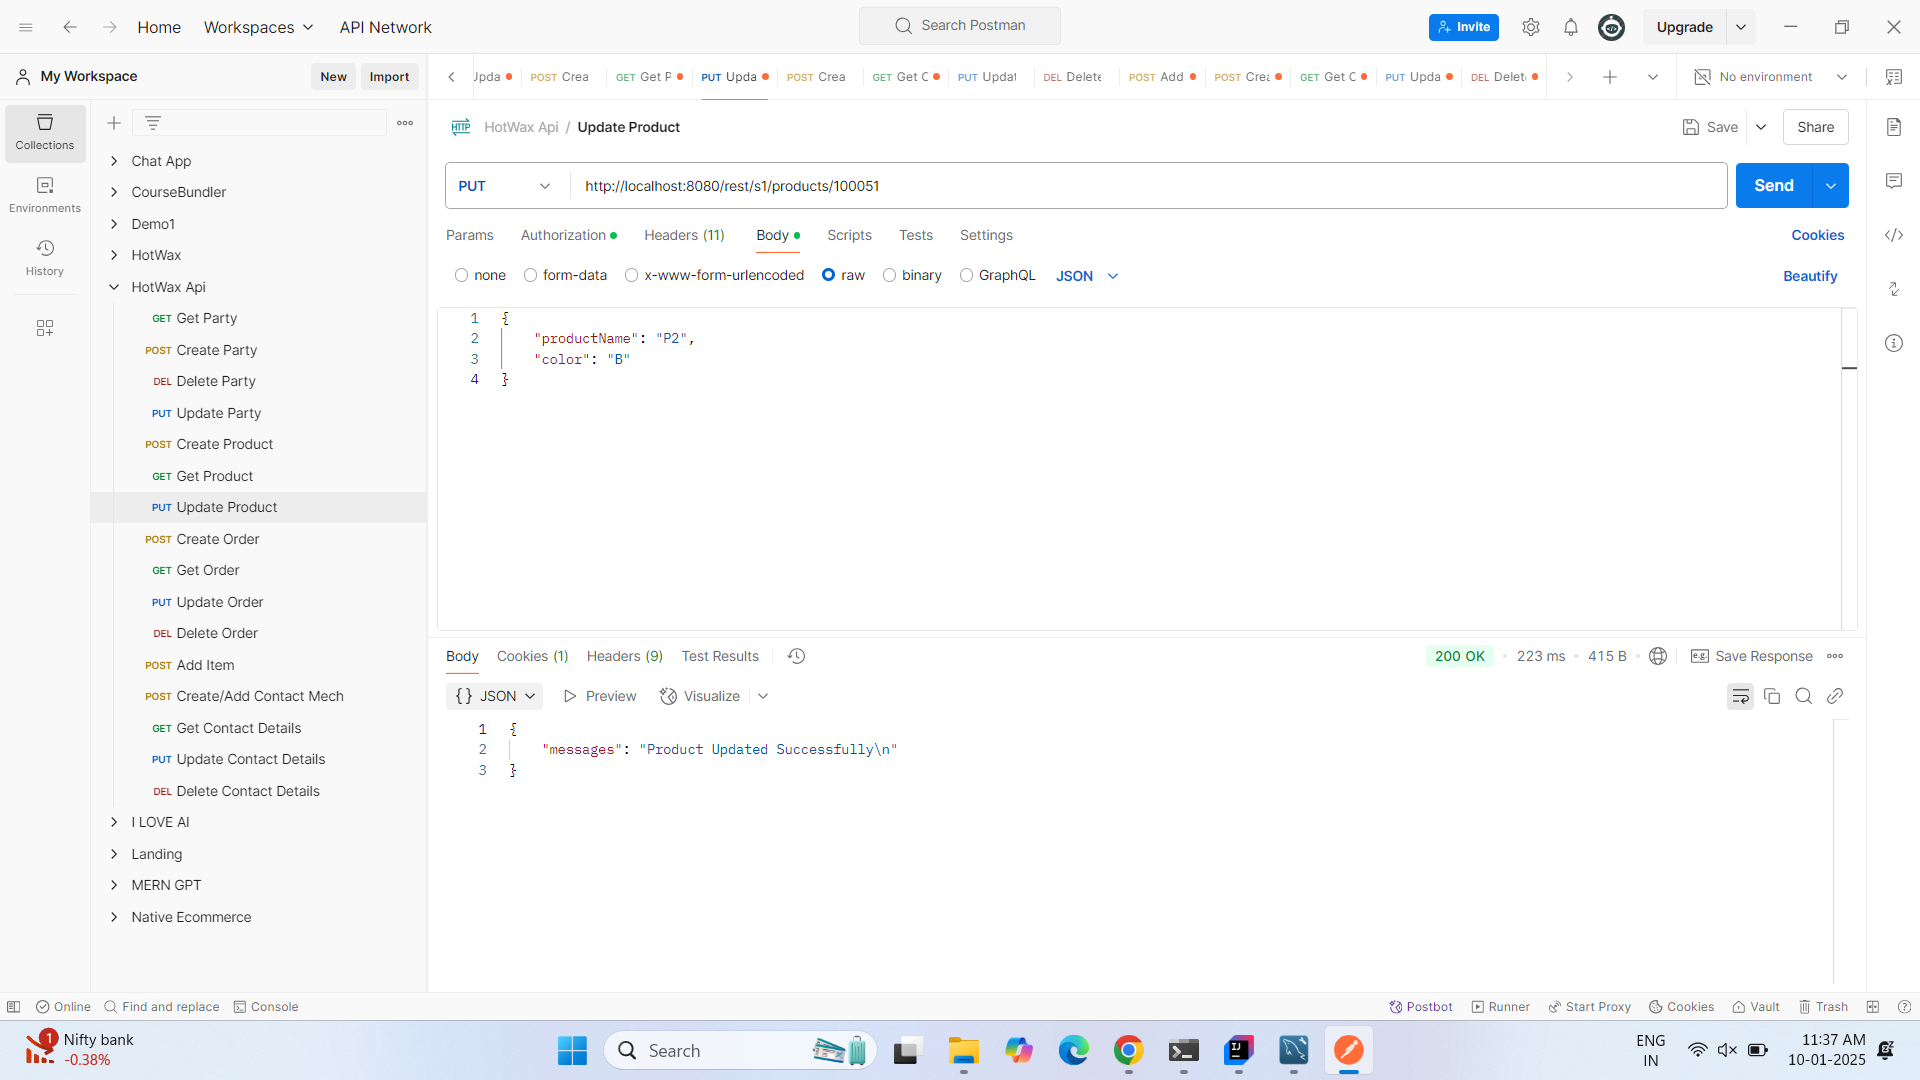 Home
Workspaces
API Network
Search Postman
Invite
Upgrade
My Workspace
New
Import
Upda
POST Crea
GET Get P
PUT Upda
POST Crea
GET Get C
PUT Updat
DEL Delete
POST Add
POST Crea
GET Get C
PUT Upda
DEL Delet
No environment
Collections
Environments
History
Chat App
CourseBundler
Demo1
HotWax
HotWax Api
GET Get Party
POST Create Party
DEL Delete Party
PUT Update Party
POST Create Product
GET Get Product
PUT Update Product
POST Create Order
GET Get Order
PUT Update Order
DEL Delete Order
POST Add Item
POST Create/Add Contact Mech
GET Get Contact Details
PUT Update Contact Details
DEL Delete Contact Details
I LOVE AI
Landing
MERN GPT
Native Ecommerce
HTTP HotWax Api / Update Product
Save
Share
PUT
http://localhost:8080/rest/s1/products/100051
Send
Params
Authorization
Headers (11)
Body
Scripts
Tests
Settings
Cookies
none
form-data
x-www-form-urlencoded
raw
binary
GraphQL
JSON
Beautify
1 {
2 "productName": "P2",
3 "color": "B"
4 }
Body
Cookies (1)
Headers (9)
Test Results
200 OK
223 ms
415 B
e.g. Save Response
{} JSON
Preview
Visualize
1 {
2 "messages": "Product Updated Successfully\n"
3 }
Online
Find and replace
Console
Postbot
Runner
Start Proxy
Cookies
Vault
Trash
1
Nifty bank
-0.38%
Search
IJ
ENG
IN
11:37 AM
10-01-2025